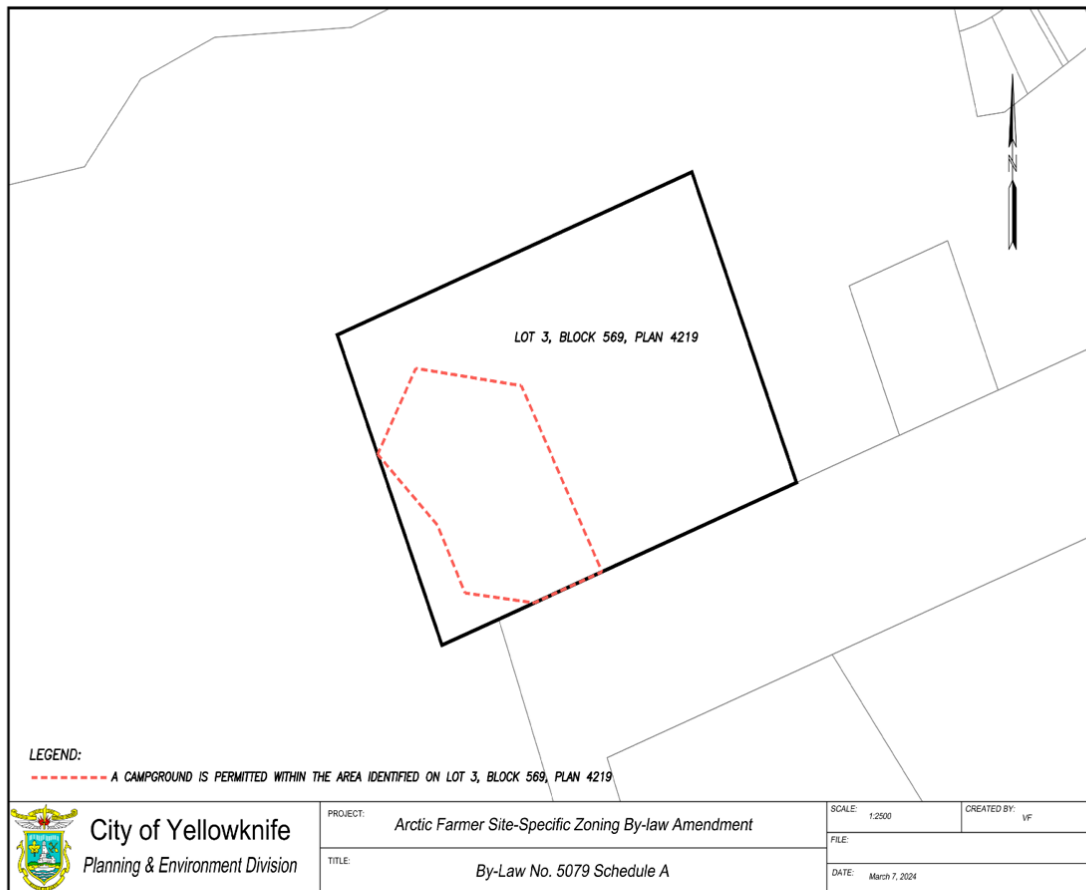 N
LOT 3, BLOCK 569, PLAN 4219
LEGEND:
A CAMPGROUND IS PERMITTED WITHIN THE AREA IDENTIFIED ON LOT 3, BLOCK 569, PLAN 4219
City of Yellowknife
Planning & Environment Division
PROJECT:
Arctic Farmer Site-Specific Zoning By-law Amendment
TITLE:
By-Law No. 5079 Schedule A
SCALE:
1:2500
CREATED BY:
VF
FILE:
DATE:
March 7, 2024